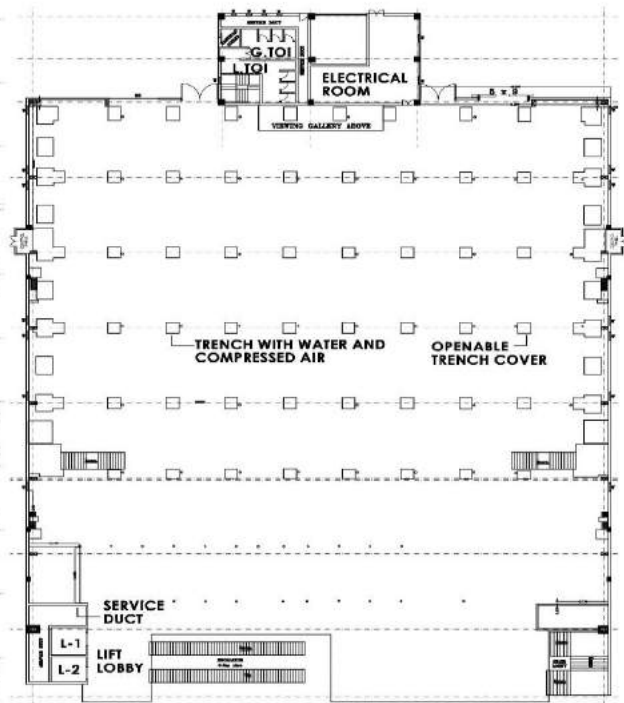 G.TOI
L.TOI
ELECTRICAL
ROOM
VIEWING GALLERY ABOVE
TRENCH WITH WATER AND
COMPRESSED AIR
OPENABLE
TRENCH COVER
SERVICE
DUCT
L-1
L-2
LIFT
LOBBY